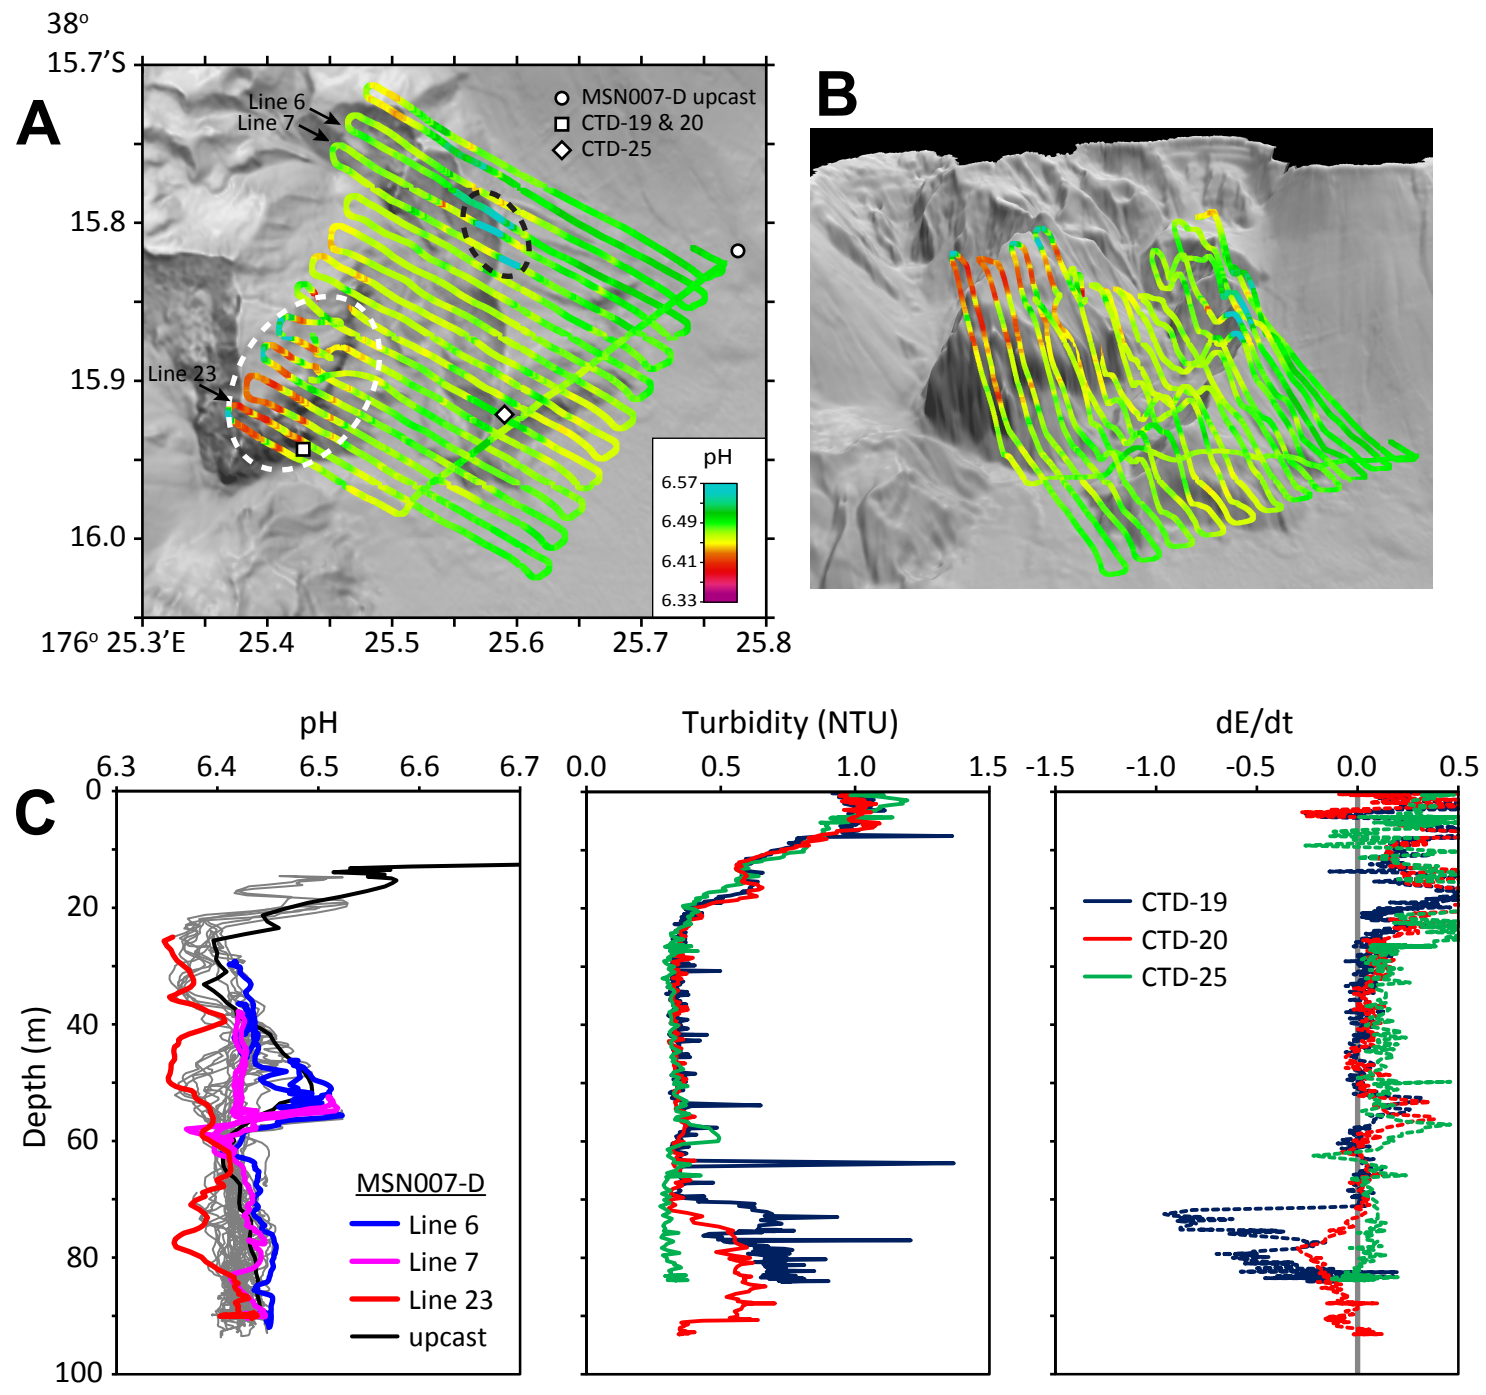 38°
15.7'S
A
Line 6
Line 7
MSN007-D upcast
CTD-19 & 20
CTD-25
15.8
15.9
Line 23
16.0
pH
6.57
6.49
6.41
6.33
176° 25.3'E
25.4
25.5
25.6
25.7
25.8
B
C
pH
6.3
6.4
6.5
6.6
6.7
0
20
40
60
80
100
Depth (m)
MSN007-D
Line 6
Line 7
Line 23
upcast
Turbidity (NTU)
0.0
0.5
1.0
1.5
dE/dt
-1.5
-1.0
-0.5
0.0
0.5
CTD-19
CTD-20
CTD-25